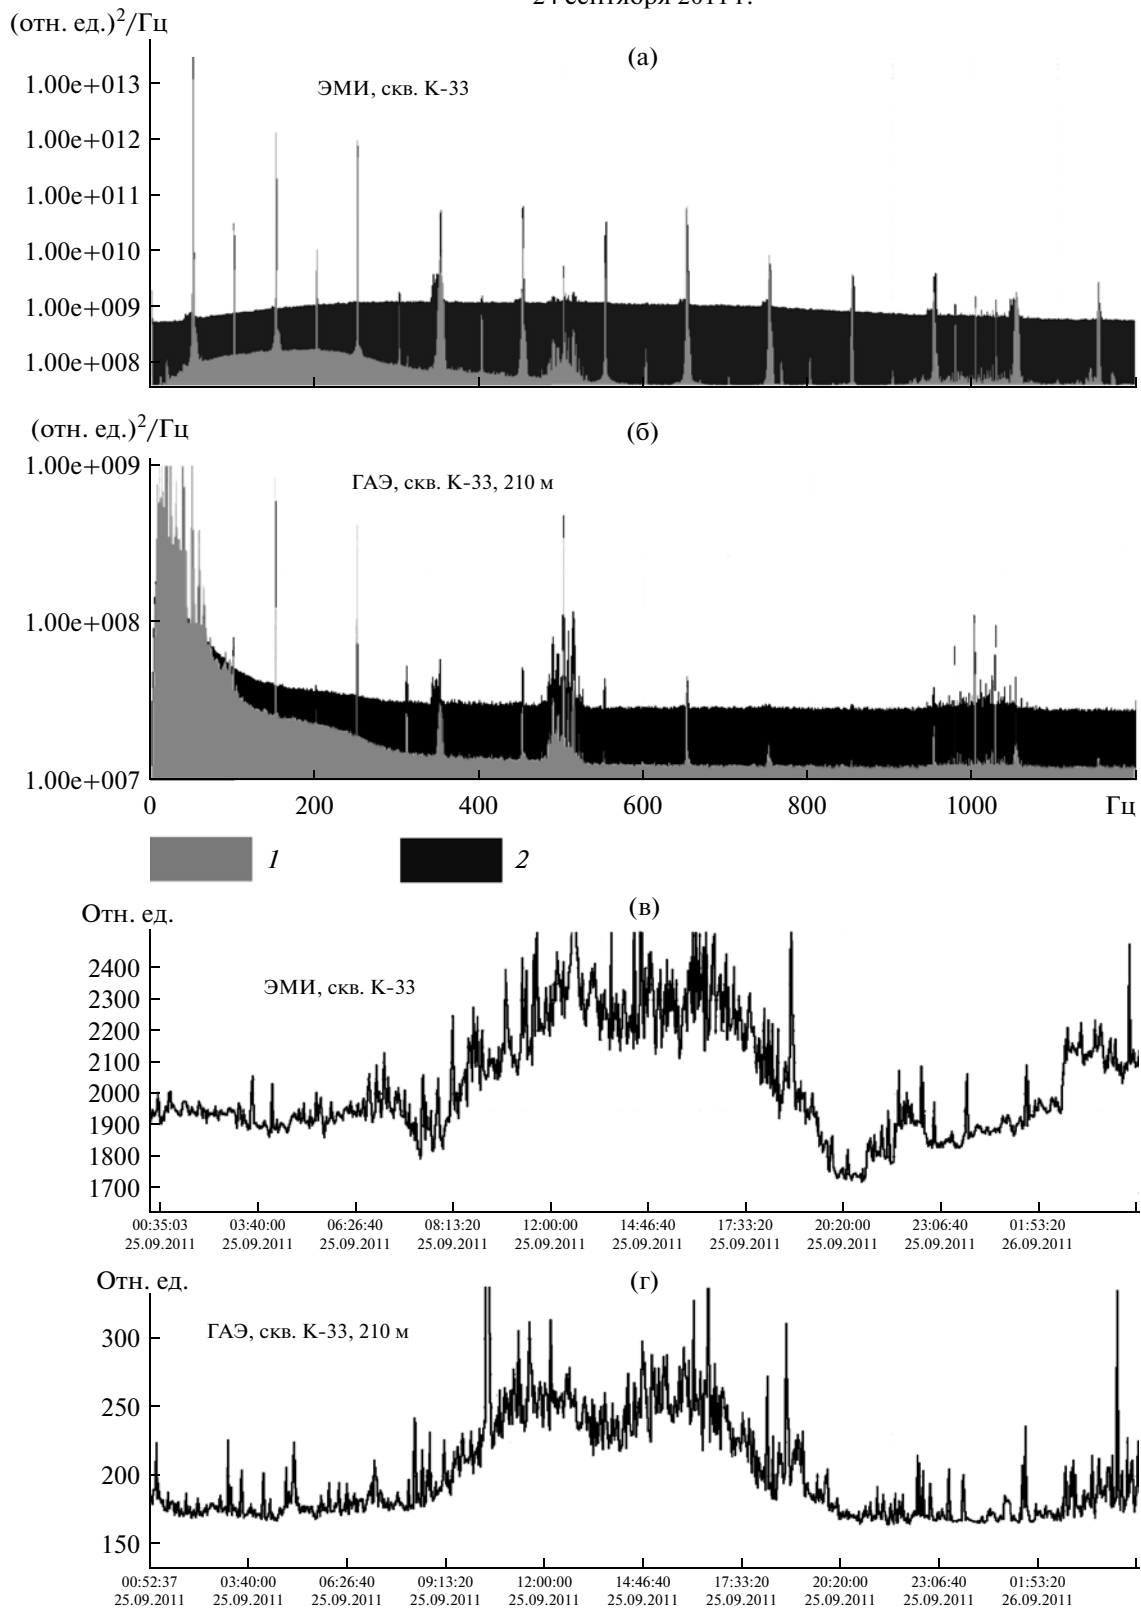 24 сентября 2011 г.
(отн. ед.)²/Гц
(а)
ЭМИ, скв. К-33
1.00e+013
1.00e+012
1.00e+011
1.00e+010
1.00e+009
1.00e+008
0 200 400 600 800 1000
(отн. ед.)²/Гц
(б)
ГАЭ, скв. К-33, 210 м
1.00e+009
1.00e+008
1.00e+007
0 200 400 600 800 1000 Гц
1 2
Отн. ед.
(в)
ЭМИ, скв. К-33
2400
2300
2200
2100
2000
1900
1800
1700
00:35:03 03:40:00 06:26:40 08:13:20 12:00:00 14:46:40 17:33:20 20:20:00 23:06:40 01:53:20
25.09.2011 25.09.2011 25.09.2011 25.09.2011 25.09.2011 25.09.2011 25.09.2011 25.09.2011 25.09.2011 26.09.2011
Отн. ед.
(г)
ГАЭ, скв. К-33, 210 м
300
250
200
150
00:52:37 03:40:00 06:26:40 09:13:20 12:00:00 14:46:40 17:33:20 20:20:00 23:06:40 01:53:20
25.09.2011 25.09.2011 25.09.2011 25.09.2011 25.09.2011 25.09.2011 25.09.2011 25.09.2011 25.09.2011 26.09.2011